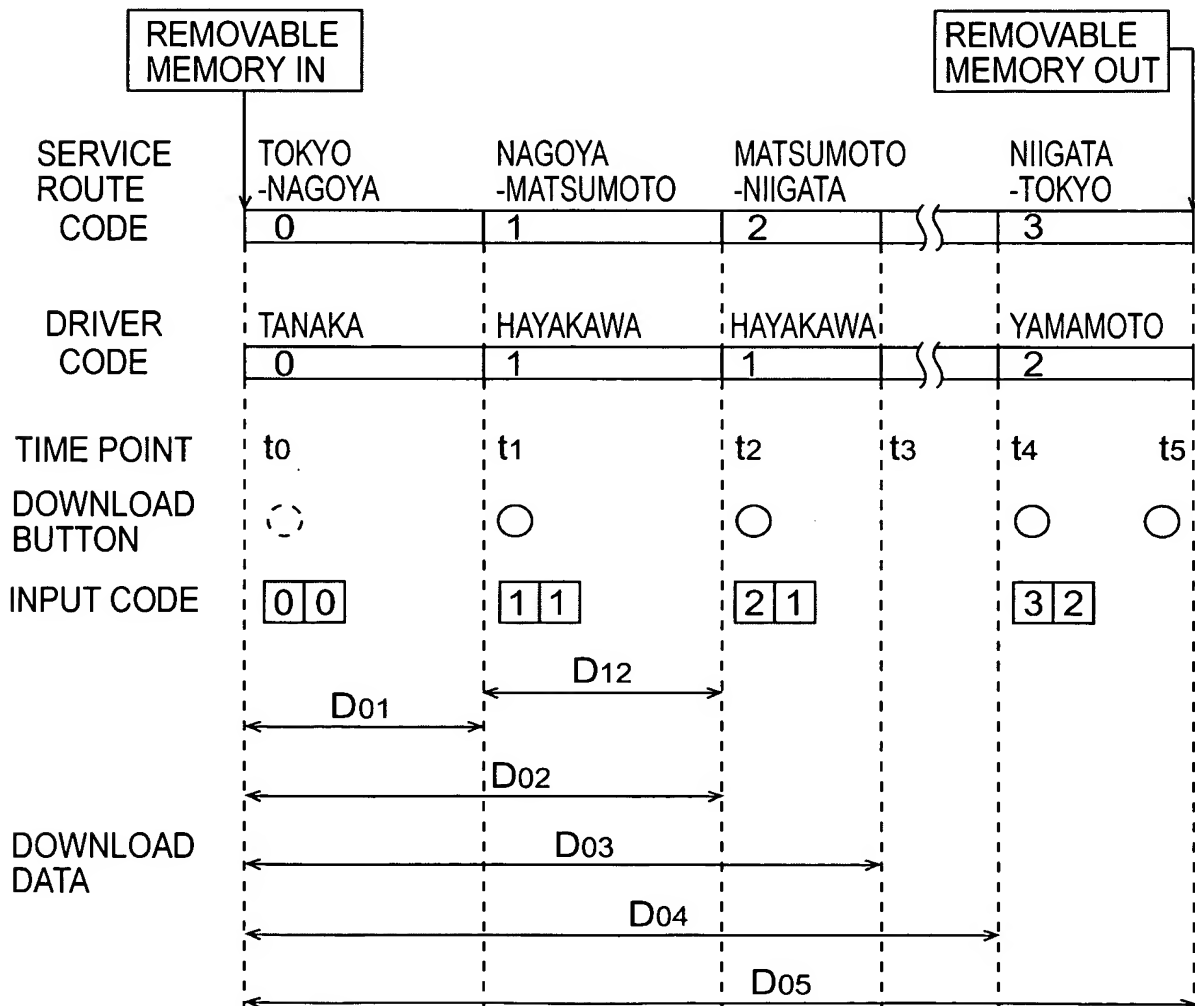 REMOVABLE
MEMORY IN
REMOVABLE
MEMORY OUT
SERVICE
ROUTE
CODE
TOKYO
-NAGOYA
NAGOYA
-MATSUMOTO
MATSUMOTO
-NIIGATA
NIIGATA
-TOKYO
0 1 2 3
DRIVER
CODE
TANAKA HAYAKAWA HAYAKAWA YAMAMOTO
0 1 1 2
TIME POINT t0 t1 t2 t3 t4 t5
DOWNLOAD
BUTTON
INPUT CODE 0 0 1 1 2 1 3 2
D12
D01
D02
DOWNLOAD
DATA
D03
D04
D05